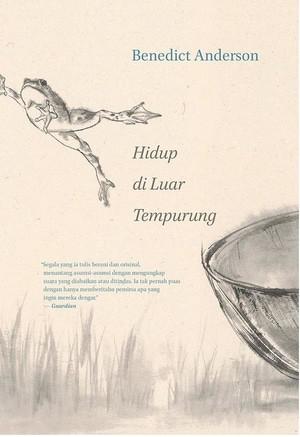 Benedict Anderson
Hidup
di Luar
Tempurung
"Segala yang ia tulis berani dan orisinal,
menantang asumsi-asumsi dengan mengungkap
suara yang diabaikan atau ditindas. Ia tak pernah puas
dengan hanya memberitahu pemirsa apa yang
ingin mereka dengar."
— Guardian